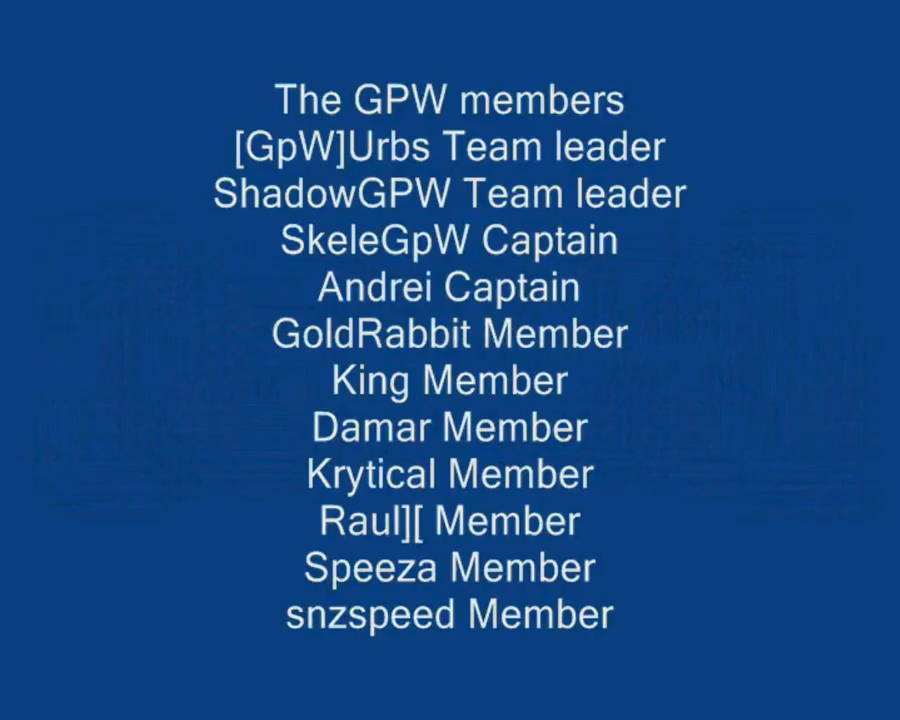 The GPW members
[GpW]Urbs Team leader
ShadowGPW Team leader
SkeleGpW Captain
Andrei Captain
GoldRabbit Member
King Member
Damar Member
Krytical Member
Raul][ Member
Speeza Member
snzspeed Member